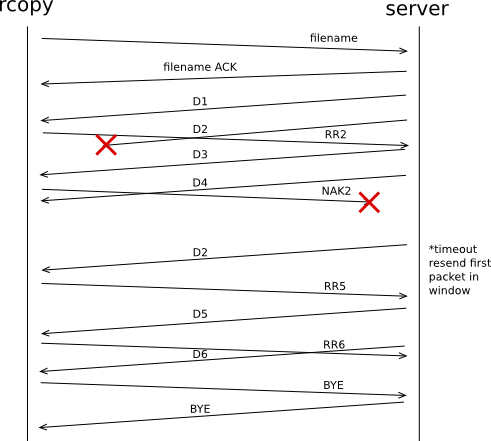 rcopy
server
filename
filename ACK
D1
D2
RR2
D3
D4
NAK2
*timeout
resend first
packet in
window
D2
RR5
D5
RR6
D6
BYE
BYE